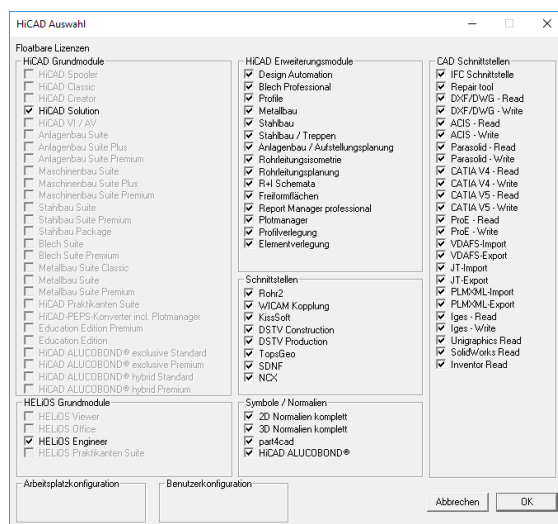 HiCAD Auswahl
Floatbare Lizenzen
HiCAD Grundmodule
HiCAD Spooler
HiCAD Classic
HiCAD Creator
HiCAD Solution
HiCAD VI / AV
Anlagenbau Suite
Anlagenbau Suite Plus
Anlagenbau Suite Premium
Maschinenbau Suite
Maschinenbau Suite Plus
Maschinenbau Suite Premium
Stahlbau Suite
Stahlbau Suite Premium
Stahlbau Package
Blech Suite
Blech Suite Premium
Metallbau Suite Classic
Metallbau Suite
Metallbau Suite Premium
HiCAD Praktikanten Suite
HiCAD-PEPS-Konverter incl. Plotmanager
Education Edition Premium
Education Edition
HiCAD ALUCOBOND® exclusive Standard
HiCAD ALUCOBOND® exclusive Premium
HiCAD ALUCOBOND® hybrid Standard
HiCAD ALUCOBOND® hybrid Premium
HELiOS Grundmodule
HELiOS Viewer
HELiOS Office
HELiOS Engineer
HELiOS Praktikanten Suite
Arbeitsplatzkonfiguration
Benutzerkonfiguration
HiCAD Erweiterungsmodule
Design Automation
Blech Professional
Profile
Metallbau
Stahlbau
Stahlbau / Treppen
Anlagenbau / Aufstellungsplanung
Rohrleitungsisometrie
Rohrleitungsplanung
R+I Schemata
Freiformflächen
Report Manager professional
Plotmanager
Profilverlegung
Elementverlegung
Schnittstellen
Rohr2
WICAM Kopplung
KissSoft
DSTV Construction
DSTV Production
TopsGeo
SDNF
NCX
Symbole / Normalien
2D Normalien komplett
3D Normalien komplett
part4cad
HiCAD ALUCOBOND®
CAD Schnittstellen
IFC Schnittstelle
Repair tool
DXF/DWG - Read
DXF/DWG - Write
ACIS - Read
ACIS - Write
Parasolid - Read
Parasolid - Write
CATIA V4 - Read
CATIA V4 - Write
CATIA V5 - Read
CATIA V5 - Write
ProE - Read
ProE - Write
VDAFS-Import
VDAFS-Export
JT-Import
JT-Export
PLMXML-Import
PLMXML-Export
Iges - Read
Iges - Write
Unigraphics Read
SolidWorks Read
Inventor Read
Abbrechen
OK